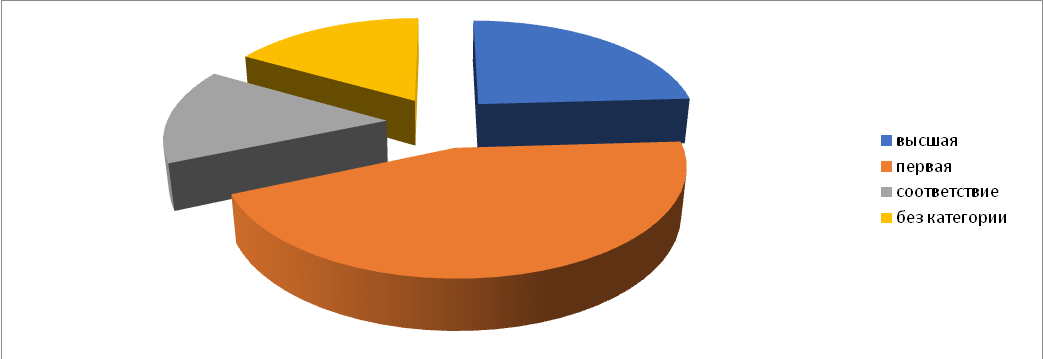 высшая
первая
соответствие
без категории